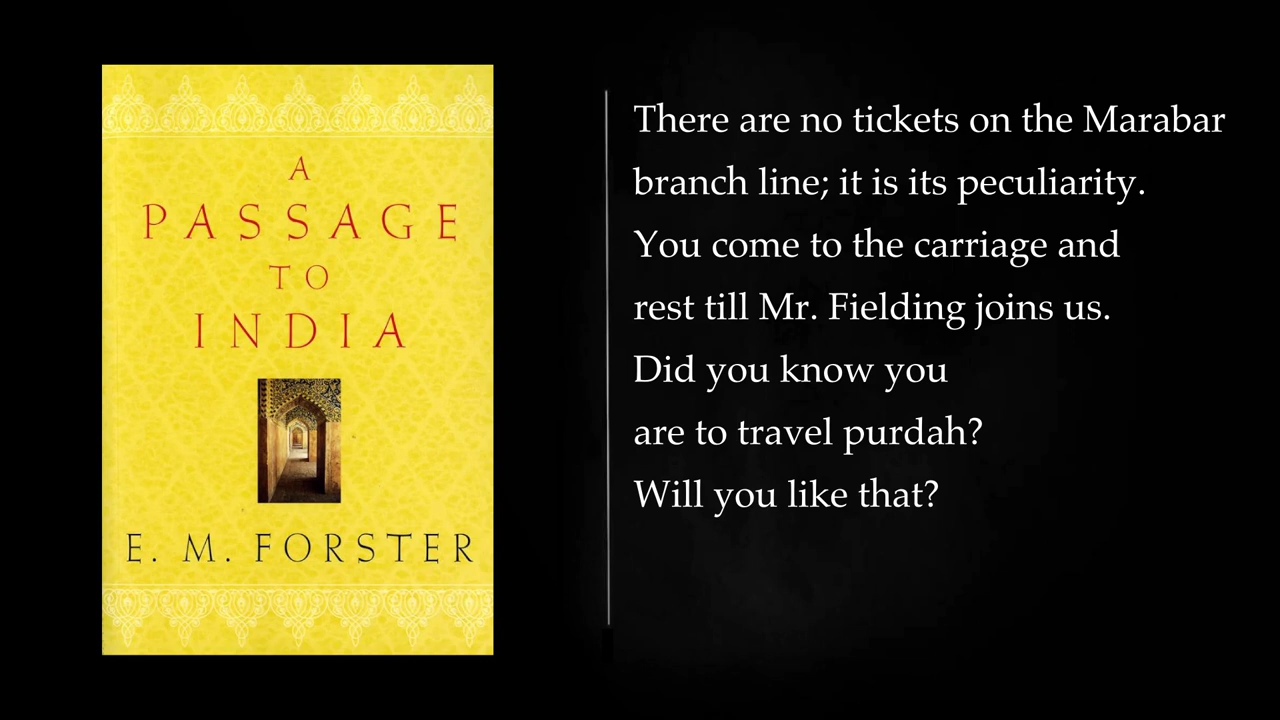 A
PASSAGE
TO
INDIA
E. M. FORSTER
There are no tickets on the Marabar
branch line; it is its peculiarity.
You come to the carriage and
rest till Mr. Fielding joins us.
Did you know you
are to travel purdah?
Will you like that?